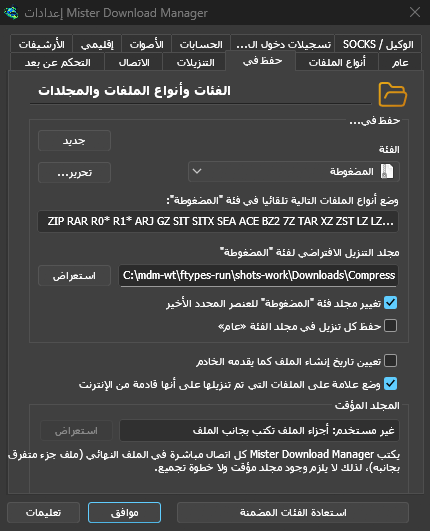 إعدادات Mister Download Manager
الوكيل / SOCKS
تسجيلات دخول ال...
الحسابات
الأصوات
إقليمي
الأرشيفات
عام
أنواع الملفات
حفظ في
التنزيلات
الاتصال
التحكم عن بعد
الفئات وأنواع الملفات والمجلدات
حفظ في...
الفئة
جديد
المضغوطة
تحرير...
وضع أنواع الملفات التالية تلقائيا في فئة "المضغوطة":
ZIP RAR R0* R1* ARJ GZ SIT SITX SEA ACE BZ2 7Z TAR XZ ZST LZ LZ...
مجلد التنزيل الافتراضي لفئة "المضغوطة"
C:\mdm-wt\ftypes-run\shots-work\Downloads\Compress
استعراض
تغيير مجلد فئة "المضغوطة" للعنصر المحدد الأخير
حفظ كل تنزيل في مجلد الفئة «عام»
تعيين تاريخ إنشاء الملف كما يقدمه الخادم
وضع علامة على الملفات التي تم تنزيلها على أنها قادمة من الإنترنت
المجلد المؤقت
غير مستخدم: أجزاء الملف تكتب بجانب الملف
استعراض
يكتب Mister Download Manager كل اتصال مباشرة في الملف النهائي (ملف جزء متفرق
بجانبه)، لذلك لا يلزم وجود مجلد مؤقت ولا خطوة تجميع.
استعادة الفئات المضمنة
موافق
تعليمات